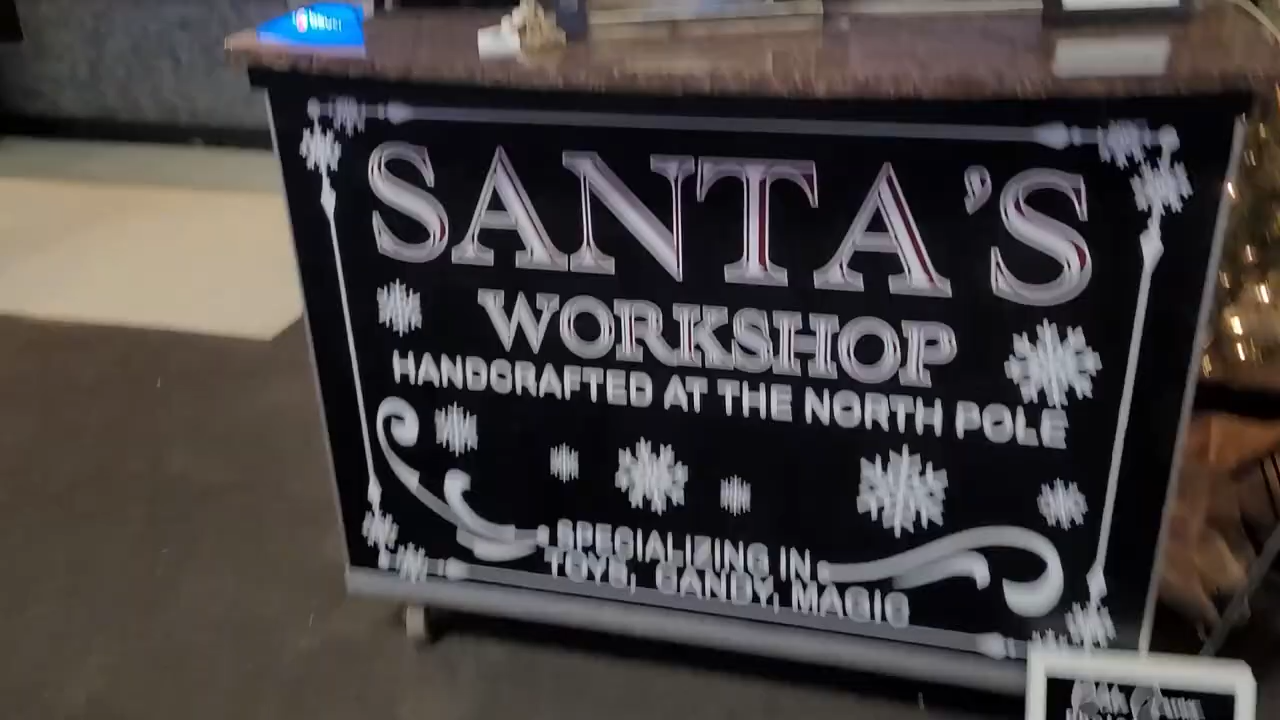 SANTA'S
WORKSHOP
HANDCRAFTED AT THE NORTH POLE
SPECIALIZING IN
TOYS, CANDY, MAGIC